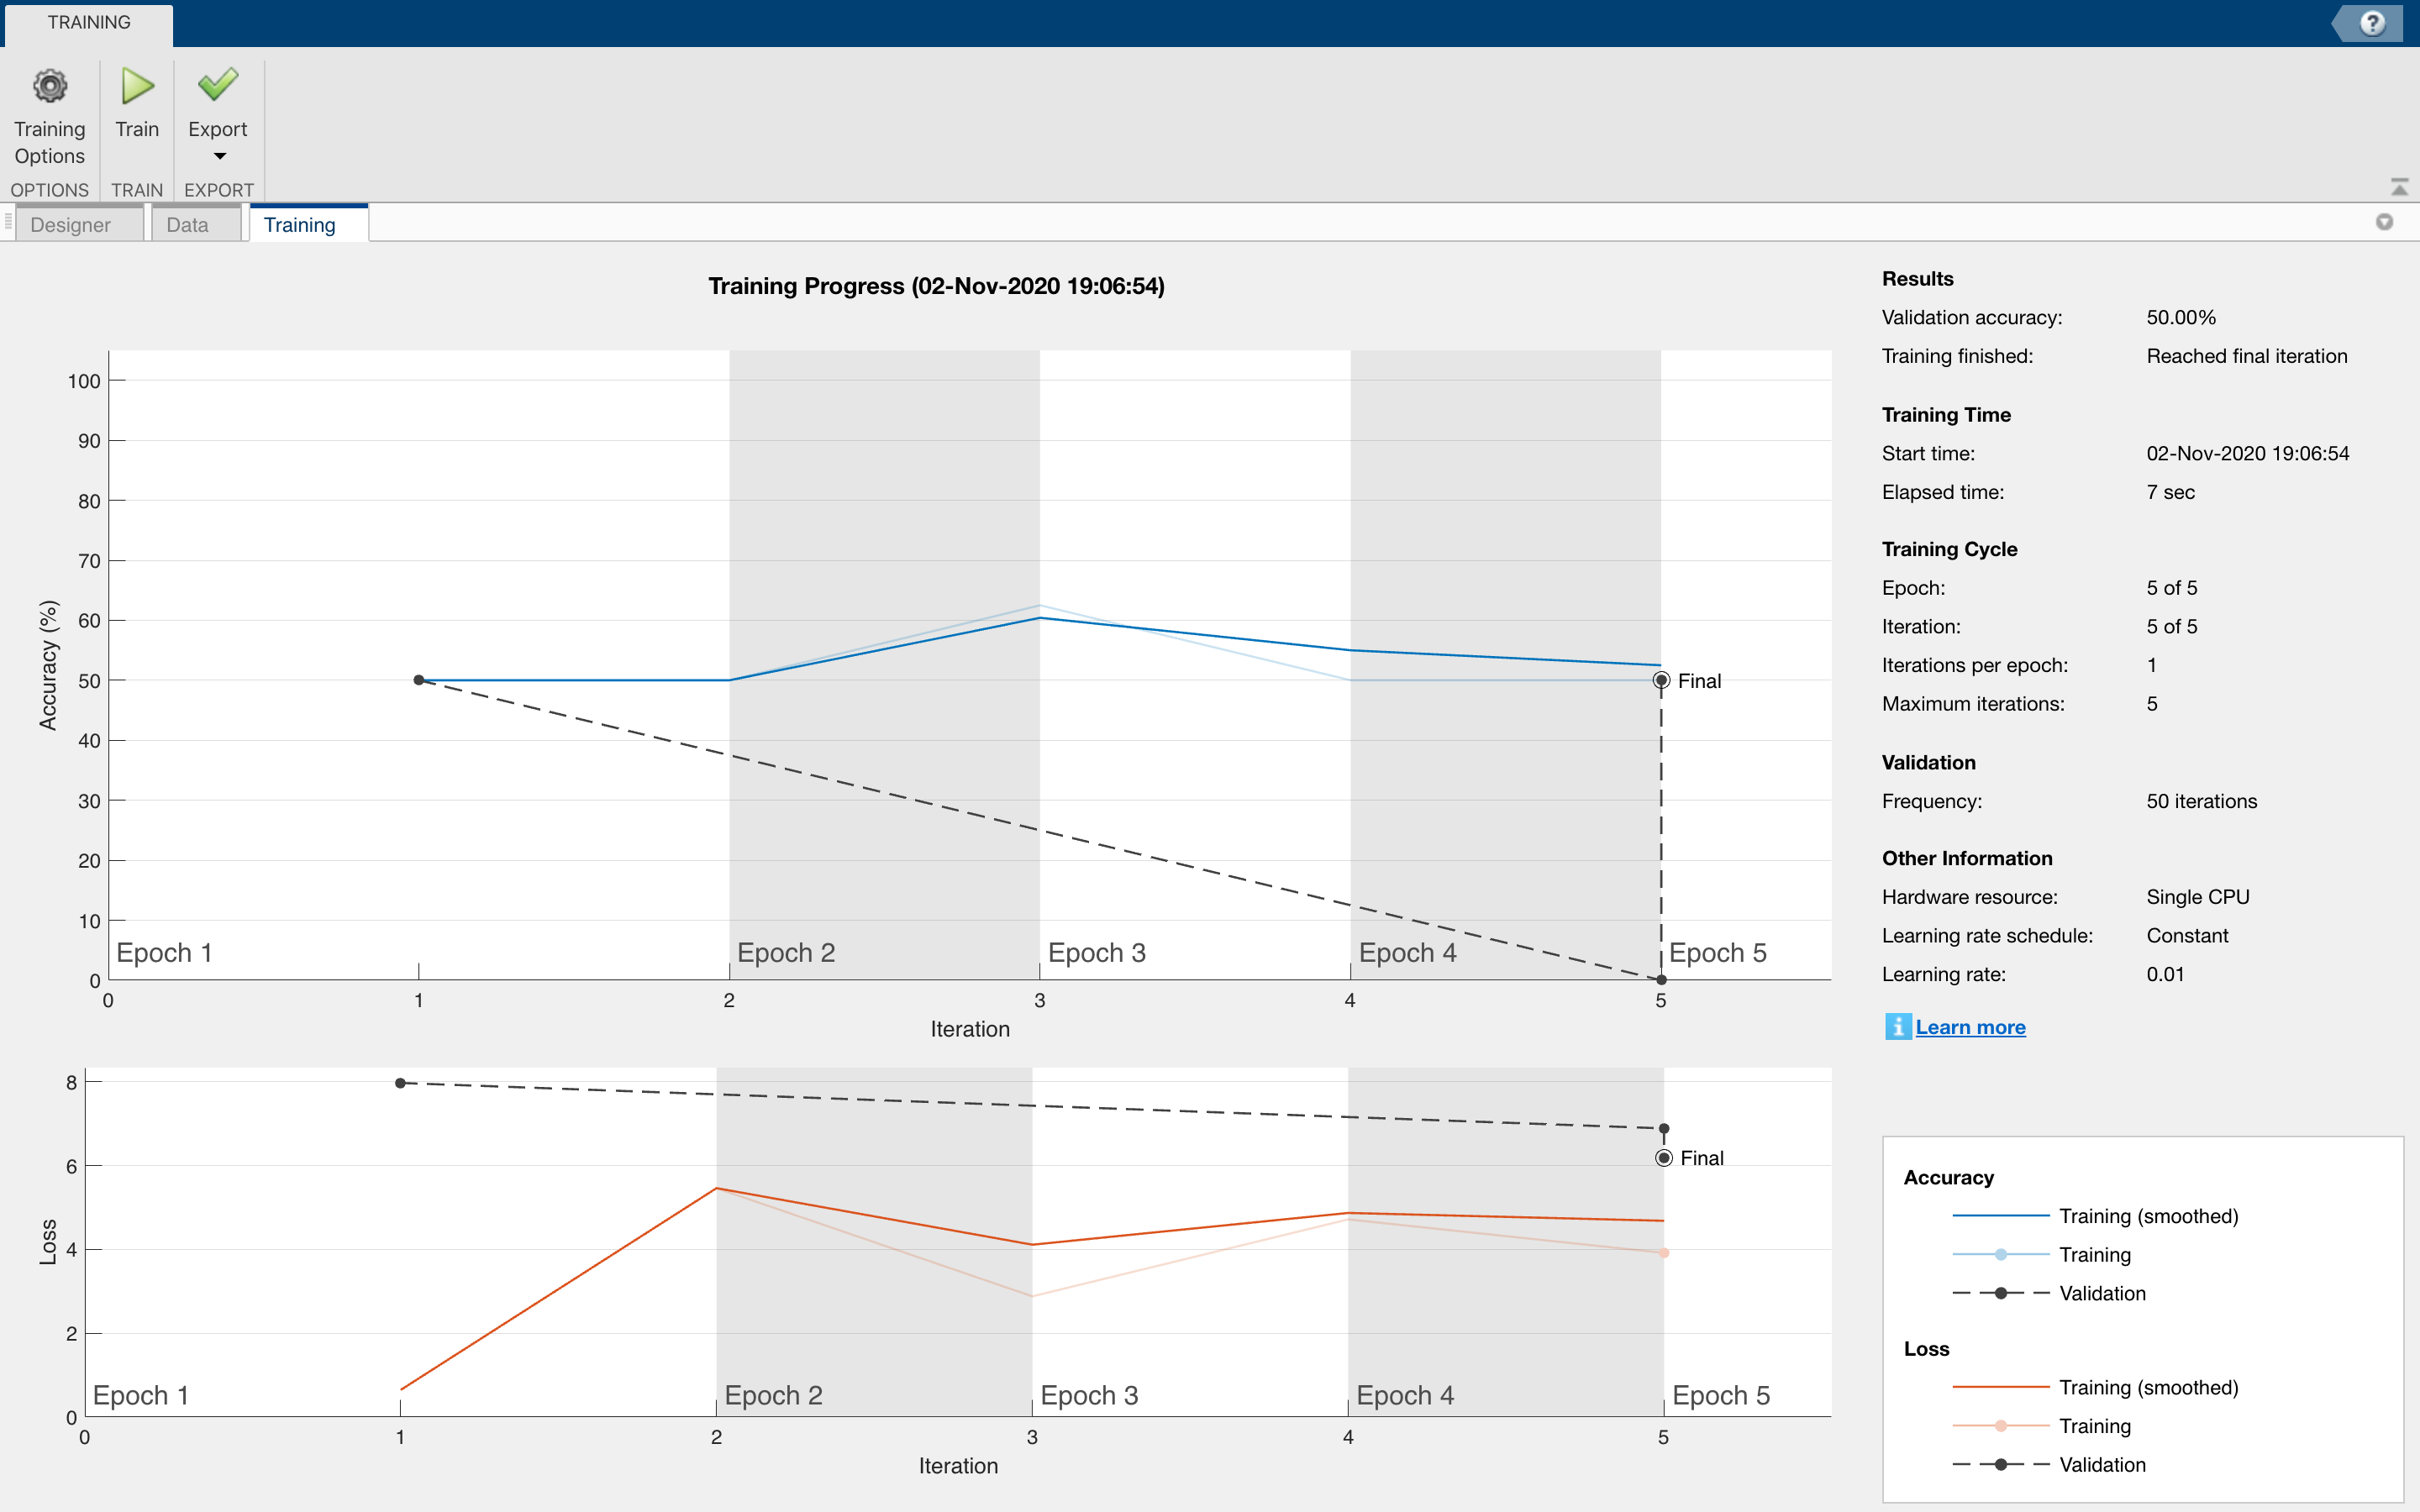 TRAINING
?
Training Options
Train
Export
OPTIONS
TRAIN
EXPORT
Designer
Data
Training
Training Progress (02-Nov-2020 19:06:54)
100
90
80
70
60
50
40
30
20
10
0
Accuracy (%)
Final
Epoch 1
Epoch 2
Epoch 3
Epoch 4
Epoch 5
0
1
2
3
4
5
Iteration
8
6
4
2
0
Loss
Final
Epoch 1
Epoch 2
Epoch 3
Epoch 4
Epoch 5
0
1
2
3
4
5
Iteration
Results
Validation accuracy: 50.00%
Training finished: Reached final iteration
Training Time
Start time: 02-Nov-2020 19:06:54
Elapsed time: 7 sec
Training Cycle
Epoch: 5 of 5
Iteration: 5 of 5
Iterations per epoch: 1
Maximum iterations: 5
Validation
Frequency: 50 iterations
Other Information
Hardware resource: Single CPU
Learning rate schedule: Constant
Learning rate: 0.01
i Learn more
Accuracy
Training (smoothed)
Training
Validation
Loss
Training (smoothed)
Training
Validation